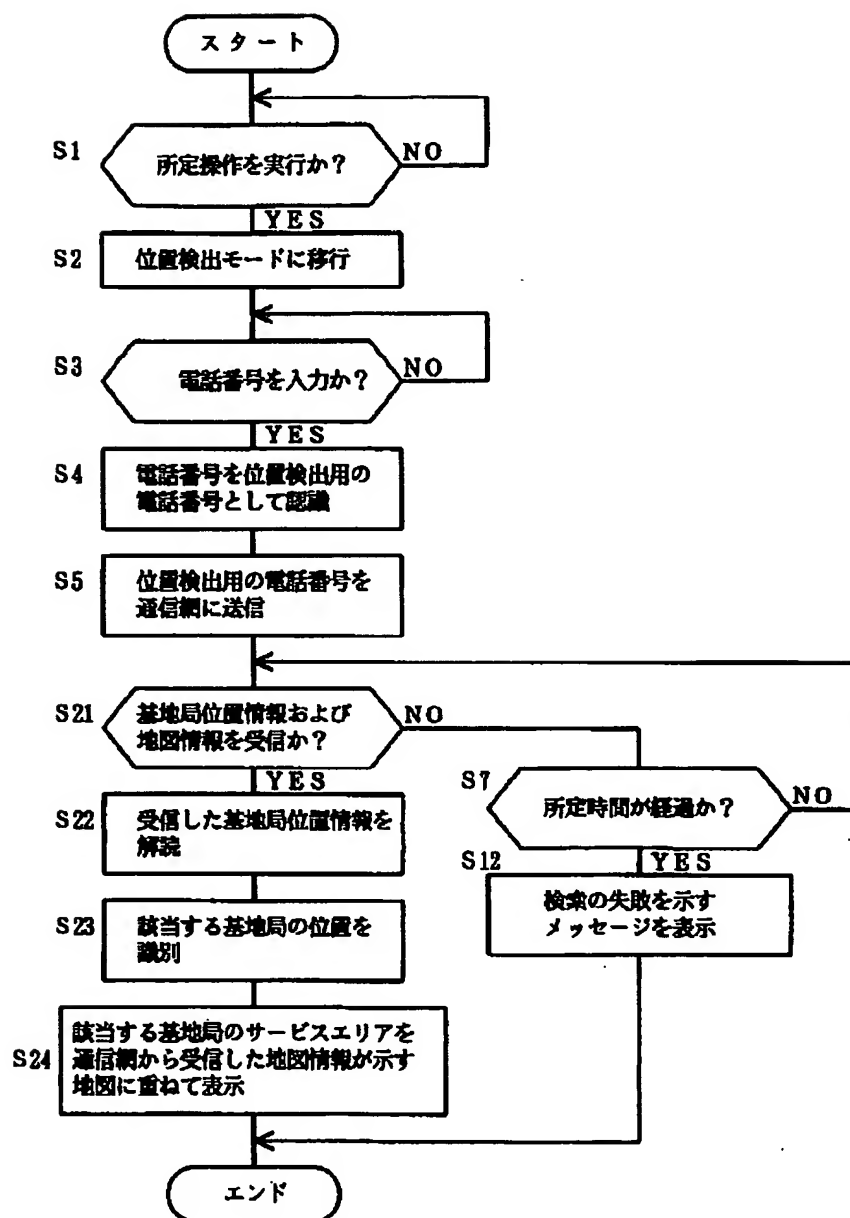 スタート
S1
所定操作を実行か？
NO
YES
S2
位置検出モードに移行
S3
電話番号を入力か？
NO
YES
S4
電話番号を位置検出用の
電話番号として認識
S5
位置検出用の電話番号を
通信網に送信
S21
基地局位置情報および
地図情報を受信か？
NO
YES
S7
所定時間が経過か？
NO
YES
S22
受信した基地局位置情報を
解読
S12
検索の失敗を示す
メッセージを表示
S23
該当する基地局の位置を
識別
S24
該当する基地局のサービスエリアを
通信網から受信した地図情報が示す
地図に重ねて表示
エンド